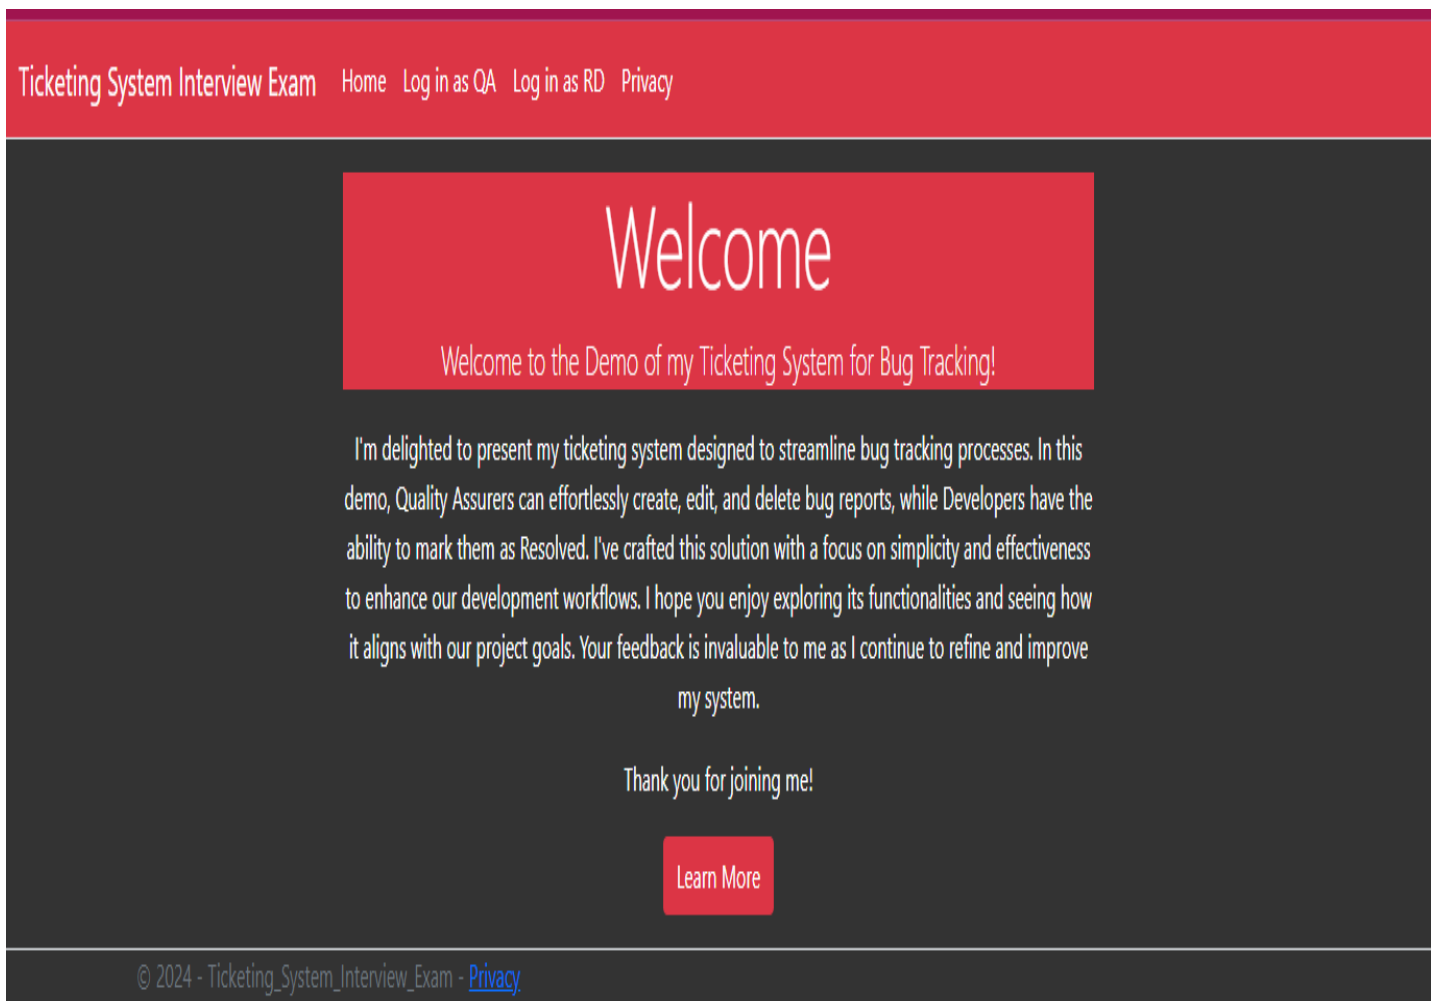 Ticketing System Interview Exam Home Log in as QA Log in as RD Privacy
Welcome
Welcome to the Demo of my Ticketing System for Bug Tracking!
I'm delighted to present my ticketing system designed to streamline bug tracking processes. In this
demo, Quality Assurers can effortlessly create, edit, and delete bug reports, while Developers have the
ability to mark them as Resolved. I've crafted this solution with a focus on simplicity and effectiveness
to enhance our development workflows. I hope you enjoy exploring its functionalities and seeing how
it aligns with our project goals. Your feedback is invaluable to me as I continue to refine and improve
my system.
Thank you for joining me!
Learn More
© 2024 - Ticketing_System_Interview_Exam - Privacy